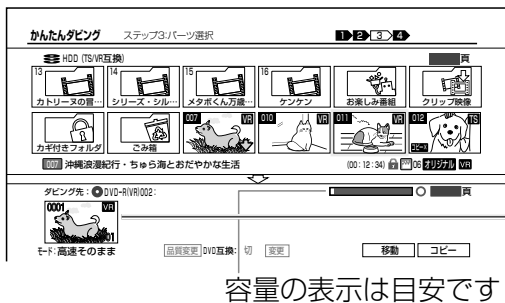 かんたんダビング ステップ3:パーツ選択 1 2 3 4
HDD (TS/VR互換) 頁
13 14 15 16
カトリーヌの冒… シリーズ・シル… メタボくん万歳… ケンケン お楽しみ番組 クリップ映像
007 VR 010 VR 011 VR 012 TS
カギ付きフォルダ ごみ箱 コピー×
007 沖縄浪漫紀行・ちゅら海とおだやかな生活 (00:12:34) 06 オリジナル VR
ダビング先: DVD-R(VR)002: 頁
0001 VR
01
モード:高速そのまま 品質変更 DVD互換: 切 変更 移動 コピー
容量の表示は目安です